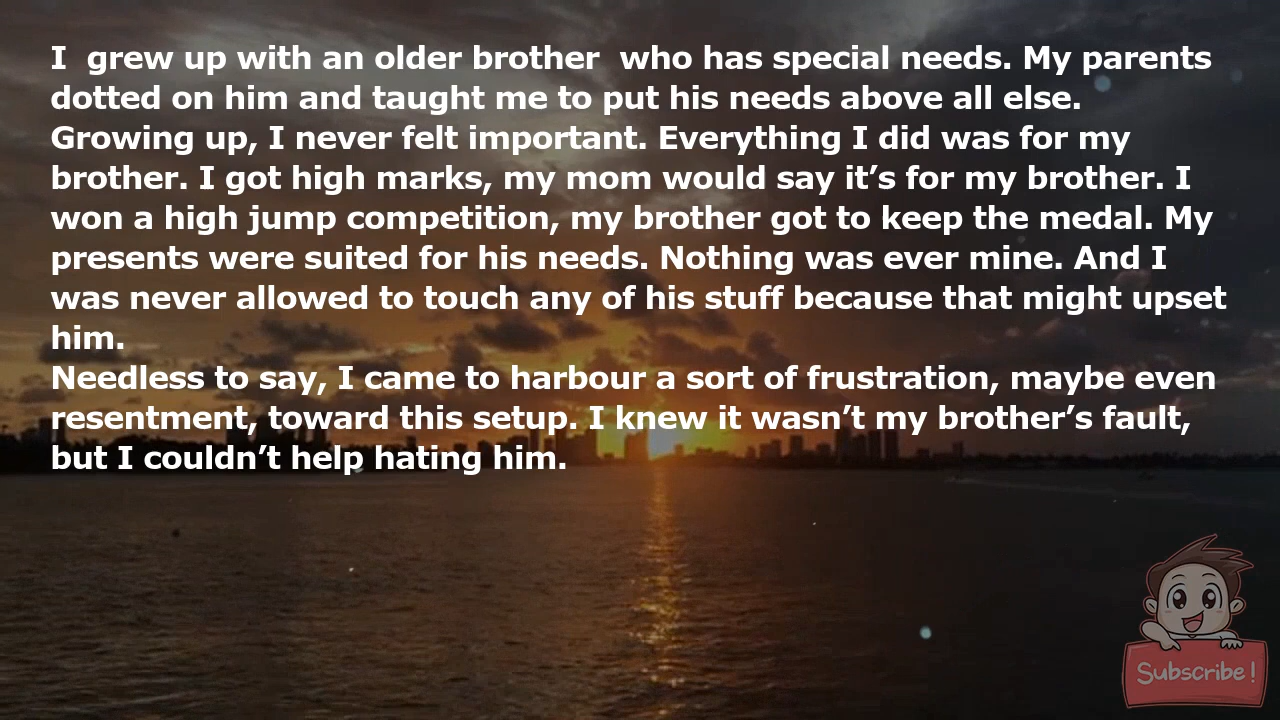 I  grew up with an older brother  who has special needs. My parents
dotted on him and taught me to put his needs above all else.
Growing up, I never felt important. Everything I did was for my
brother. I got high marks, my mom would say it’s for my brother. I
won a high jump competition, my brother got to keep the medal. My
presents were suited for his needs. Nothing was ever mine. And I
was never allowed to touch any of his stuff because that might upset
him.
Needless to say, I came to harbour a sort of frustration, maybe even
resentment, toward this setup. I knew it wasn’t my brother’s fault,
but I couldn’t help hating him.
Subscribe!